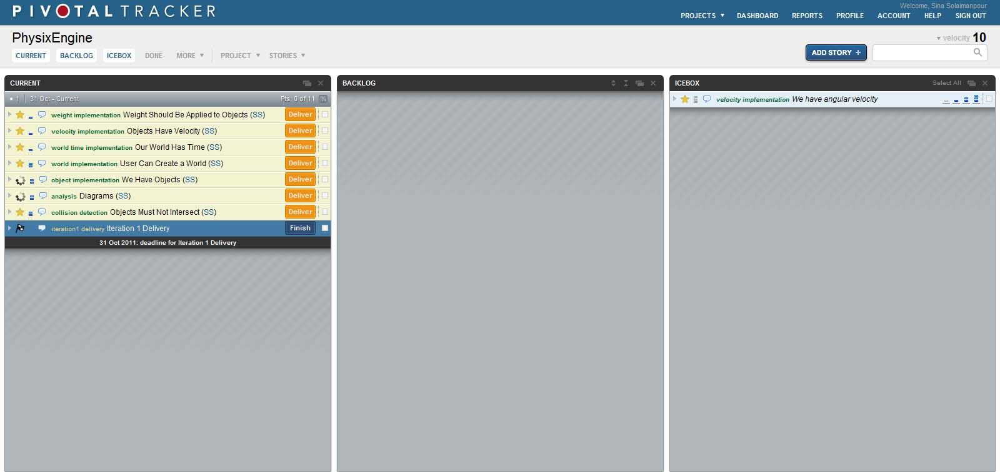 PIVOTAL TRACKER
Welcome, Sina Solaimanpour
PROJECTS DASHBOARD REPORTS PROFILE ACCOUNT HELP SIGN OUT
PhysixEngine
velocity 10
CURRENT BACKLOG ICEBOX DONE MORE PROJECT STORIES
ADD STORY +
CURRENT
1 31 Oct - Current Pts: 0 of 11 %
weight implementation Weight Should Be Applied to Objects (SS) Deliver
velocity implementation Objects Have Velocity (SS) Deliver
world time implementation Our World Has Time (SS) Deliver
world implementation User Can Create a World (SS) Deliver
object implementation We Have Objects (SS) Deliver
analysis Diagrams (SS) Deliver
collision detection Objects Must Not Intersect (SS) Deliver
iteration1 delivery Iteration 1 Delivery Finish
31 Oct 2011: deadline for Iteration 1 Delivery
BACKLOG
ICEBOX Select All
velocity implementation We have angular velocity